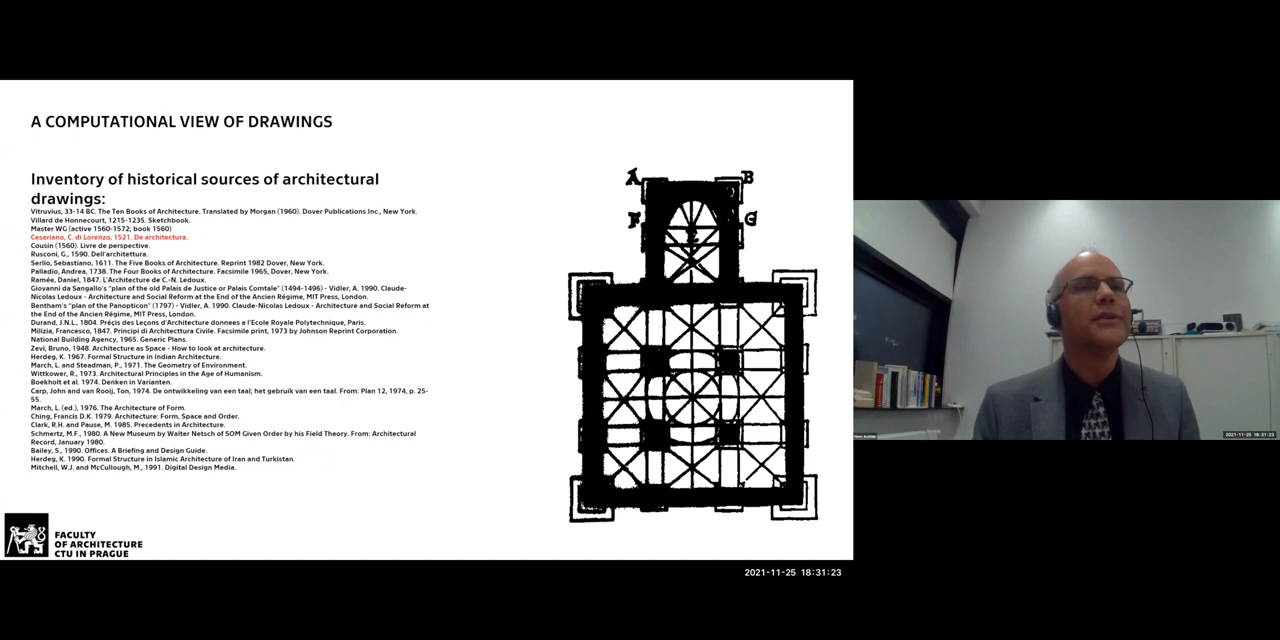 A COMPUTATIONAL VIEW OF DRAWINGS
Inventory of historical sources of architectural
drawings:
Vitruvius, 33-14 BC. The Ten Books of Architecture. Translated by Morgan (1960). Dover Publications Inc., New York.
Villard de Honnecourt, 1215-1235. Sketchbook.
Master WG (active 1560-1572; book 1560)
Cesariano, C. di Lorenzo, 1521. De architectura.
Cousin (1560). Livre de perspective.
Rusconi, G., 1590. Dell'architettura.
Serlio, Sebastiano, 1611. The Five Books of Architecture. Reprint 1982 Dover, New York.
Palladio, Andrea, 1738. The Four Books of Architecture. Facsimile 1965, Dover, New York.
Ramée, Daniel, 1847. L'Architecture de C.-N. Ledoux.
Giovanni da Sangallo's "plan of the old Palais de Justice or Palais Comtale" (1494-1496) - Vidler, A. 1990. Claude-
Nicolas Ledoux - Architecture and Social Reform at the End of the Ancien Régime, MIT Press, London.
Bentham's "plan of the Panopticon" (1797) - Vidler, A. 1990. Claude-Nicolas Ledoux - Architecture and Social Reform at
the End of the Ancien Régime, MIT Press, London.
Durand, J.N.L., 1804. Préçis des Leçons d'Architecture donnees a l'Ecole Royale Polytechnique, Paris.
Milizia, Francesco, 1847. Principi di Architecttura Civile. Facsimile print, 1973 by Johnson Reprint Corporation.
National Building Agency, 1965. Generic Plans.
Zevi, Bruno, 1948. Architecture as Space - How to look at architecture.
Herdeg, K. 1967. Formal Structure in Indian Architecture.
March, L. and Steadman, P., 1971. The Geometry of Environment.
Wittkower, R., 1973. Architectural Principles in the Age of Humanism.
Boekholt et al. 1974. Denken in Varianten.
Carp, John and van Rooij, Ton, 1974. De ontwikkeling van een taal; het gebruik van een taal. From: Plan 12, 1974, p. 25-
55.
March, L. (ed.), 1976. The Architecture of Form.
Ching, Francis D.K. 1979. Architecture: Form, Space and Order.
Clark, R.H. and Pause, M. 1985. Precedents in Architecture.
Schmertz, M.F., 1980. A New Museum by Walter Netsch of SOM Given Order by his Field Theory. From: Architectural
Record, January 1980.
Bailey, S., 1990. Offices. A Briefing and Design Guide.
Herdeg, K. 1990. Formal Structure in Islamic Architecture of Iran and Turkistan.
Mitchell, W.J. and McCullough, M., 1991. Digital Design Media.
A B
F G
E
FACULTY
OF ARCHITECTURE
CTU IN PRAGUE
2021-11-25 18:31:23
Henri Achten
2021-11-25 18:31:23